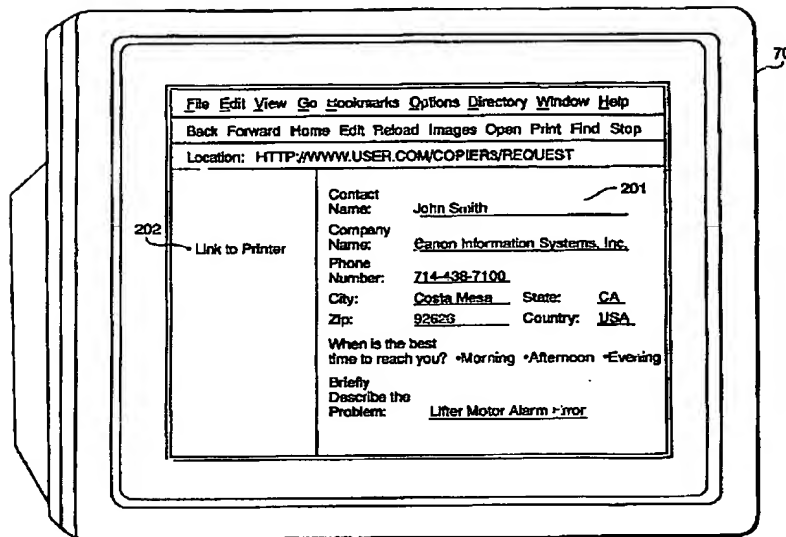 70
File Edit View Go Bookmarks Options Directory Window Help
Back Forward Home Edit Reload Images Open Print Find Stop
Location: HTTP://WWW.USER.COM/COPIERS/REQUEST
201
202
Link to Printer
Contact
Name: John Smith
Company
Name: Canon Information Systems, Inc.
Phone
Number: 714-438-7100
City: Costa Mesa State: CA
Zip: 92626 Country: USA
When is the best
time to reach you? •Morning •Afternoon •Evening
Briefly
Describe the
Problem: Lifter Motor Alarm Error